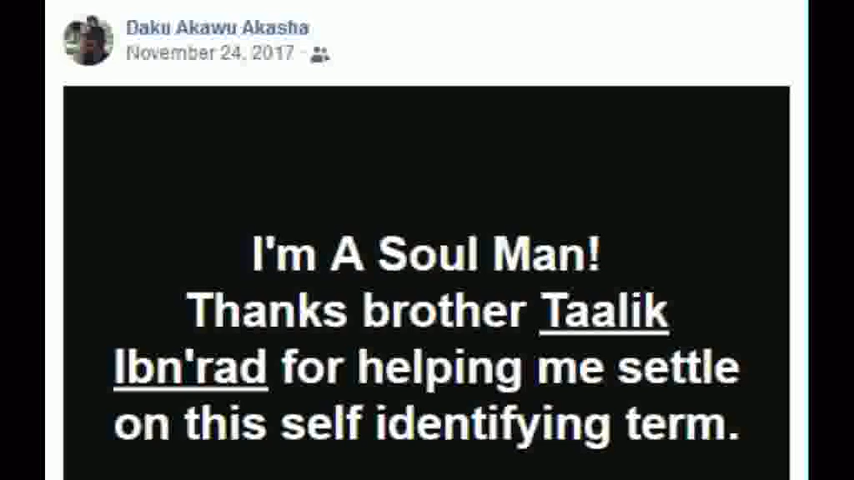 Daku Akawu Akasha
November 24, 2017 ·
I'm A Soul Man!
Thanks brother Taalik
Ibn'rad for helping me settle
on this self identifying term.